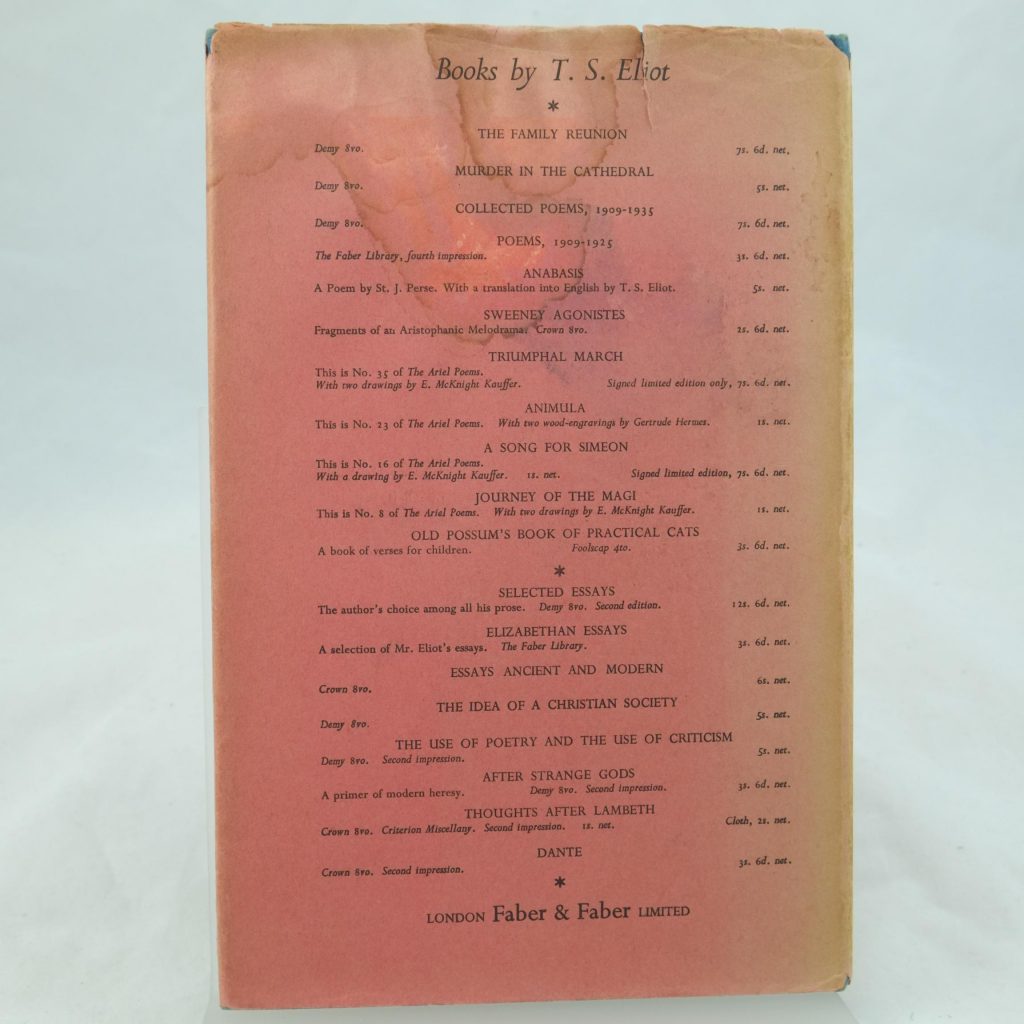 Books by T. S. Eliot
*
THE FAMILY REUNION
Demy 8vo. 7s. 6d. net.
MURDER IN THE CATHEDRAL
Demy 8vo. 5s. net.
COLLECTED POEMS, 1909-1935
Demy 8vo. 7s. 6d. net.
POEMS, 1909-1925
The Faber Library, fourth impression. 3s. 6d. net.
ANABASIS
A Poem by St. J. Perse. With a translation into English by T. S. Eliot. 5s. net.
SWEENEY AGONISTES
Fragments of an Aristophanic Melodrama. Crown 8vo. 2s. 6d. net.
TRIUMPHAL MARCH
This is No. 35 of The Ariel Poems.
With two drawings by E. McKnight Kauffer. Signed limited edition only, 7s. 6d. net.
ANIMULA
This is No. 23 of The Ariel Poems. With two wood-engravings by Gertrude Hermes. 1s. net.
A SONG FOR SIMEON
This is No. 16 of The Ariel Poems.
With a drawing by E. McKnight Kauffer. 1s. net. Signed limited edition, 7s. 6d. net.
JOURNEY OF THE MAGI
This is No. 8 of The Ariel Poems. With two drawings by E. McKnight Kauffer. 1s. net.
OLD POSSUM'S BOOK OF PRACTICAL CATS
A book of verses for children. Foolscap 4to. 3s. 6d. net.
*
SELECTED ESSAYS
The author's choice among all his prose. Demy 8vo. Second edition. 12s. 6d. net.
ELIZABETHAN ESSAYS
A selection of Mr. Eliot's essays. The Faber Library. 3s. 6d. net.
ESSAYS ANCIENT AND MODERN
Crown 8vo. 6s. net.
THE IDEA OF A CHRISTIAN SOCIETY
Demy 8vo. 5s. net.
THE USE OF POETRY AND THE USE OF CRITICISM
Demy 8vo. Second impression. 5s. net.
AFTER STRANGE GODS
A primer of modern heresy. Demy 8vo. Second impression. 3s. 6d. net.
THOUGHTS AFTER LAMBETH
Crown 8vo. Criterion Miscellany. Second impression. 1s. net. Cloth, 2s. net.
DANTE
Crown 8vo. Second impression. 3s. 6d. net.
*
LONDON Faber & Faber LIMITED